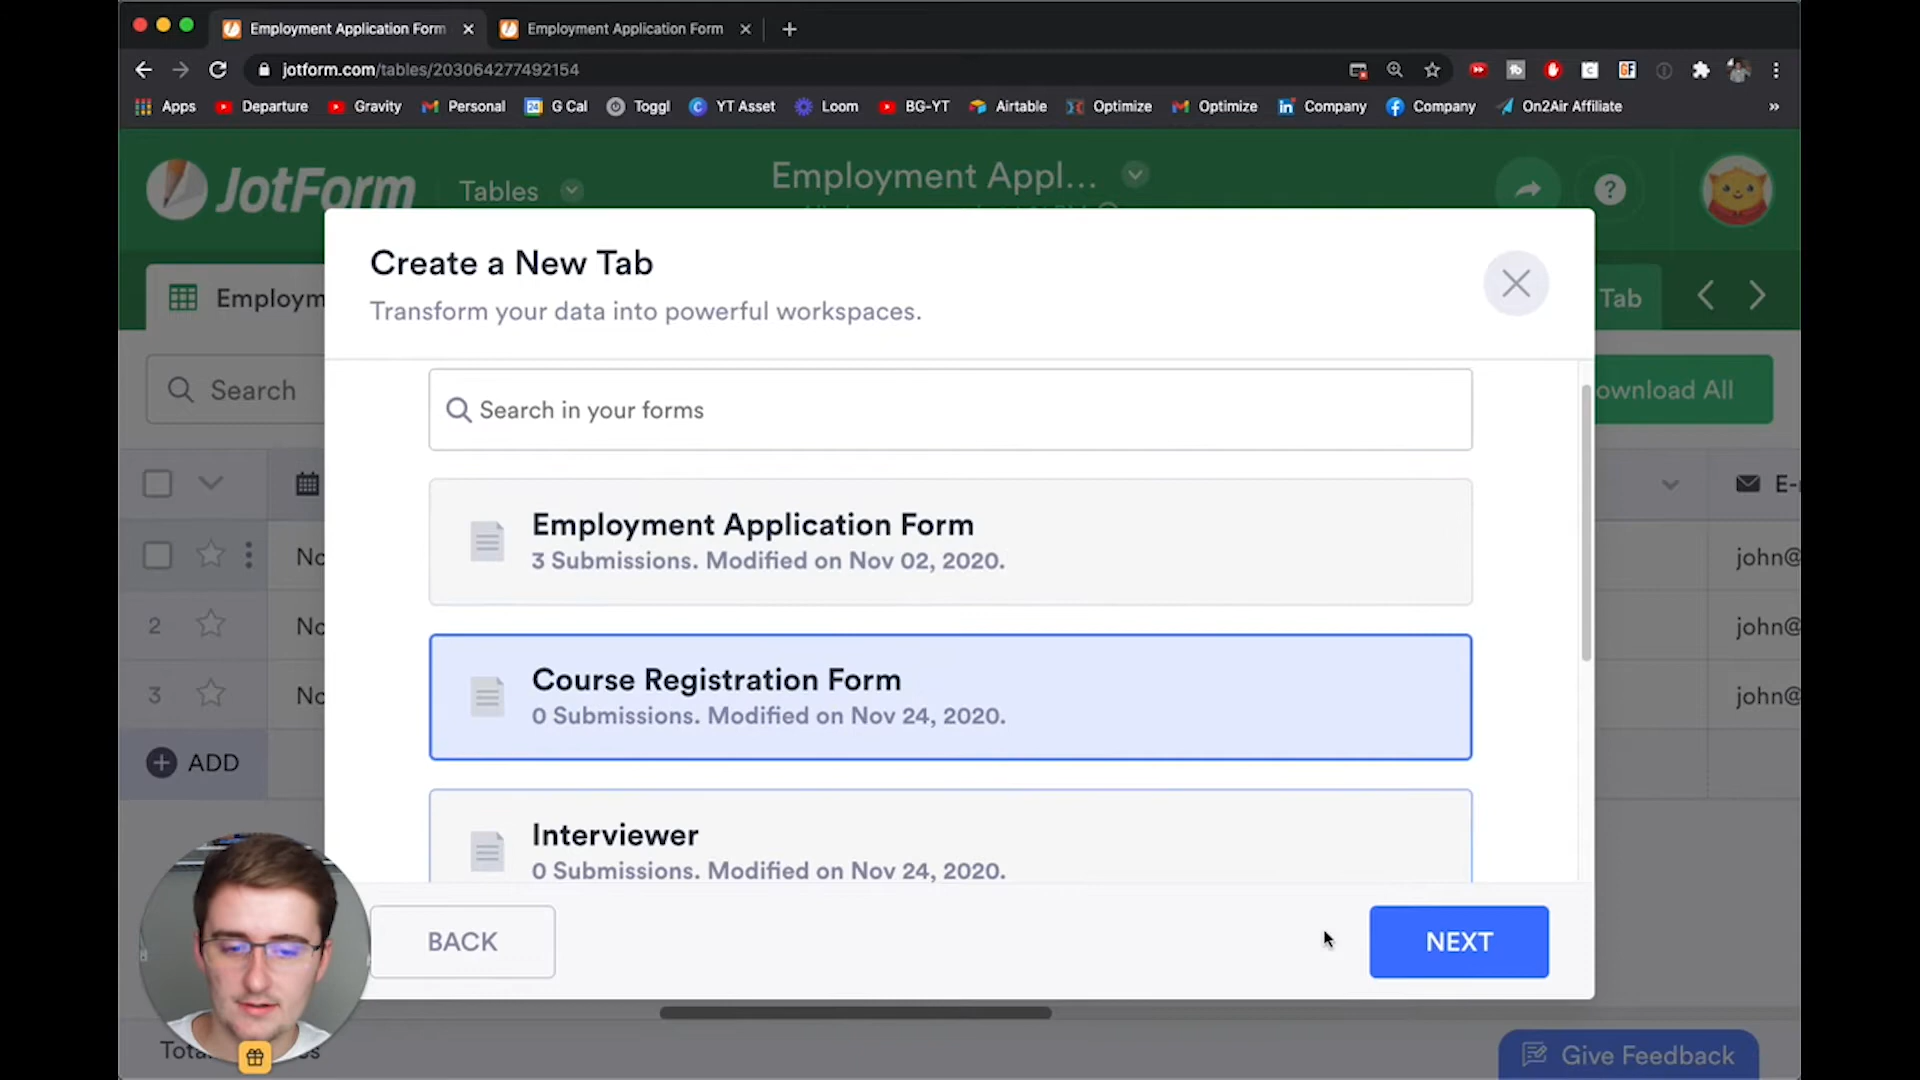 Employment Application Form
Employment Application Form
jotform.com/tables/203064277492154
Apps
Departure
Gravity
Personal
24
G Cal
Toggl
YT Asset
Loom
BG-YT
Airtable
Optimize
Optimize
Company
Company
On2Air Affiliate
»
JotForm
Tables
Employment Appl...
Create a New Tab
Transform your data into powerful workspaces.
Employm
Tab
Search
ownload All
Search in your forms
E-
Employment Application Form
3 Submissions. Modified on Nov 02, 2020.
No
john@
2
No
john@
Course Registration Form
0 Submissions. Modified on Nov 24, 2020.
3
No
john@
ADD
Interviewer
0 Submissions. Modified on Nov 24, 2020.
BACK
NEXT
Give Feedback